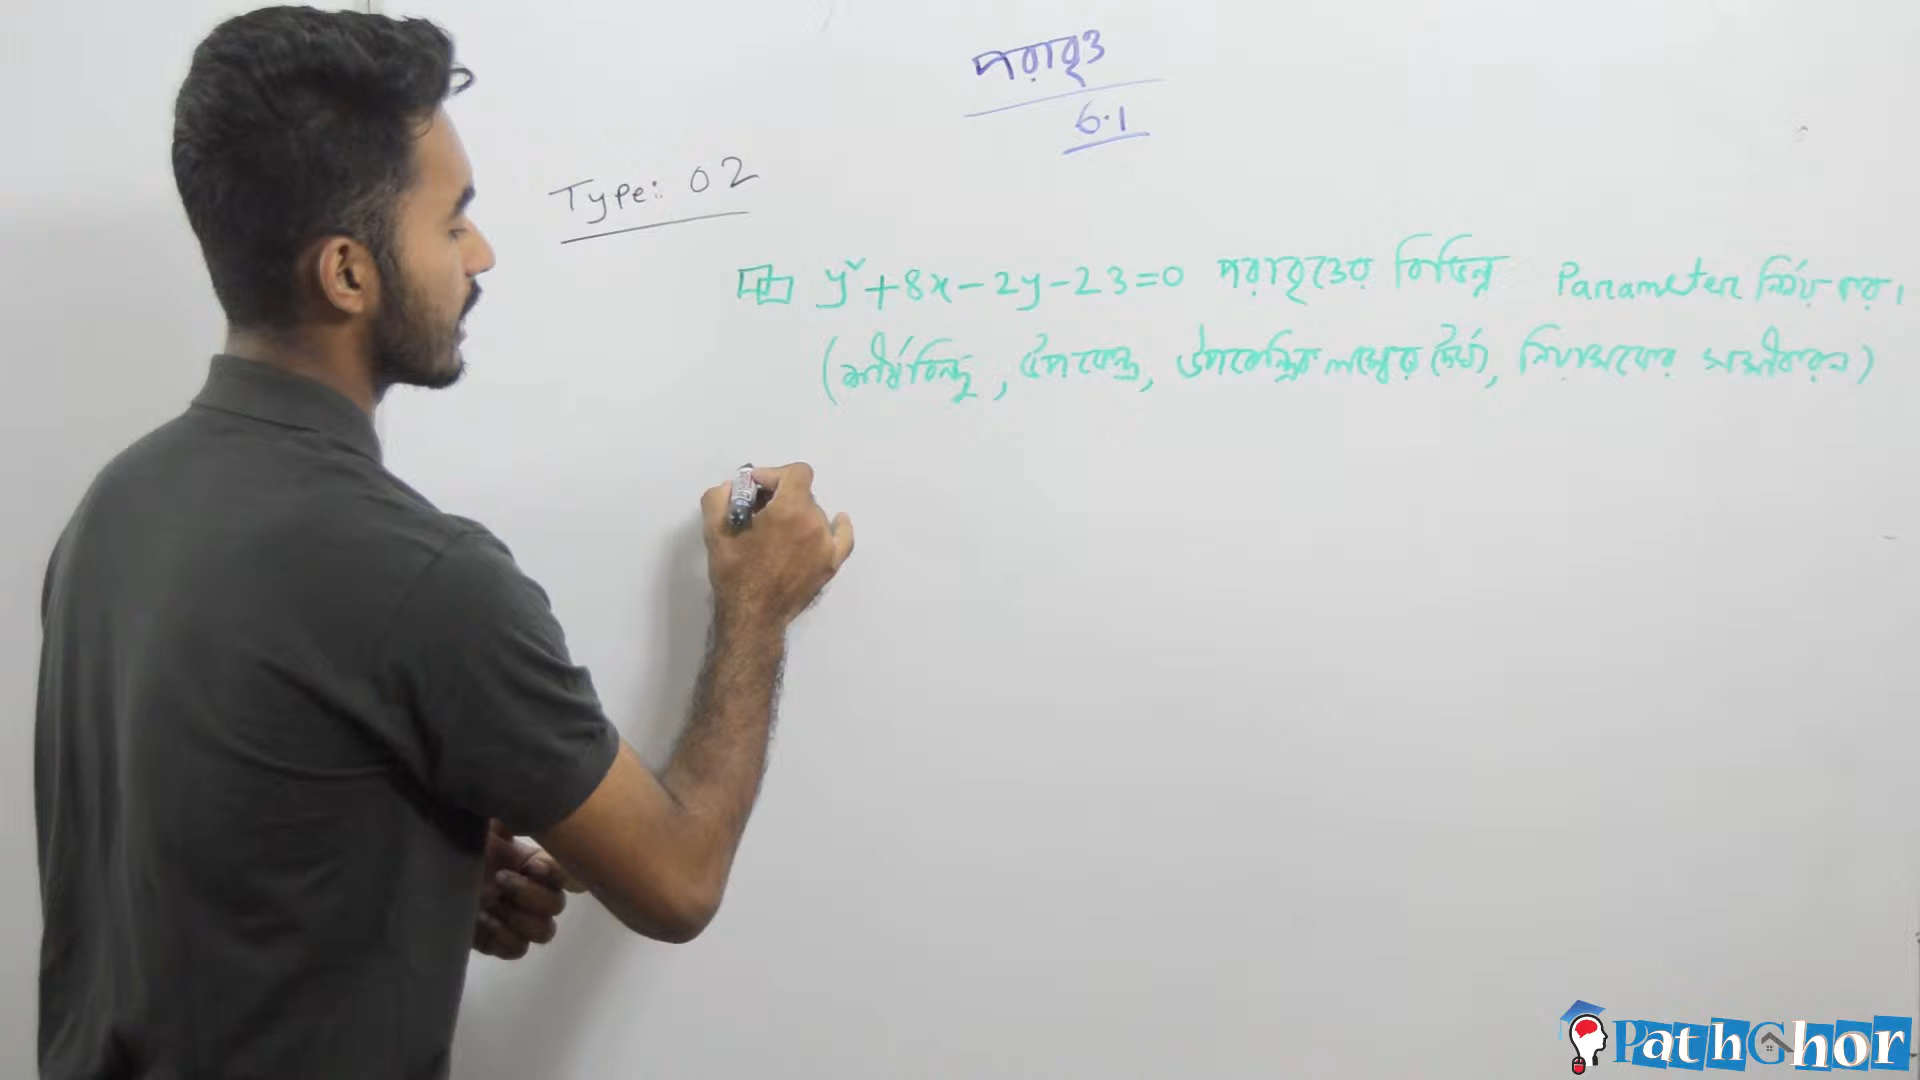 পরাবৃত্ত
6.1
Type: 02
y² + 8x - 2y - 23 = 0 পরাবৃত্তের বিভিন্ন Parameter নির্ণয় কর।
(শীর্ষবিন্দু, উপকেন্দ্র, উপকেন্দ্রিক লম্বের দৈর্ঘ্য, নিয়ামকের সমীকরণ)
PathGhor